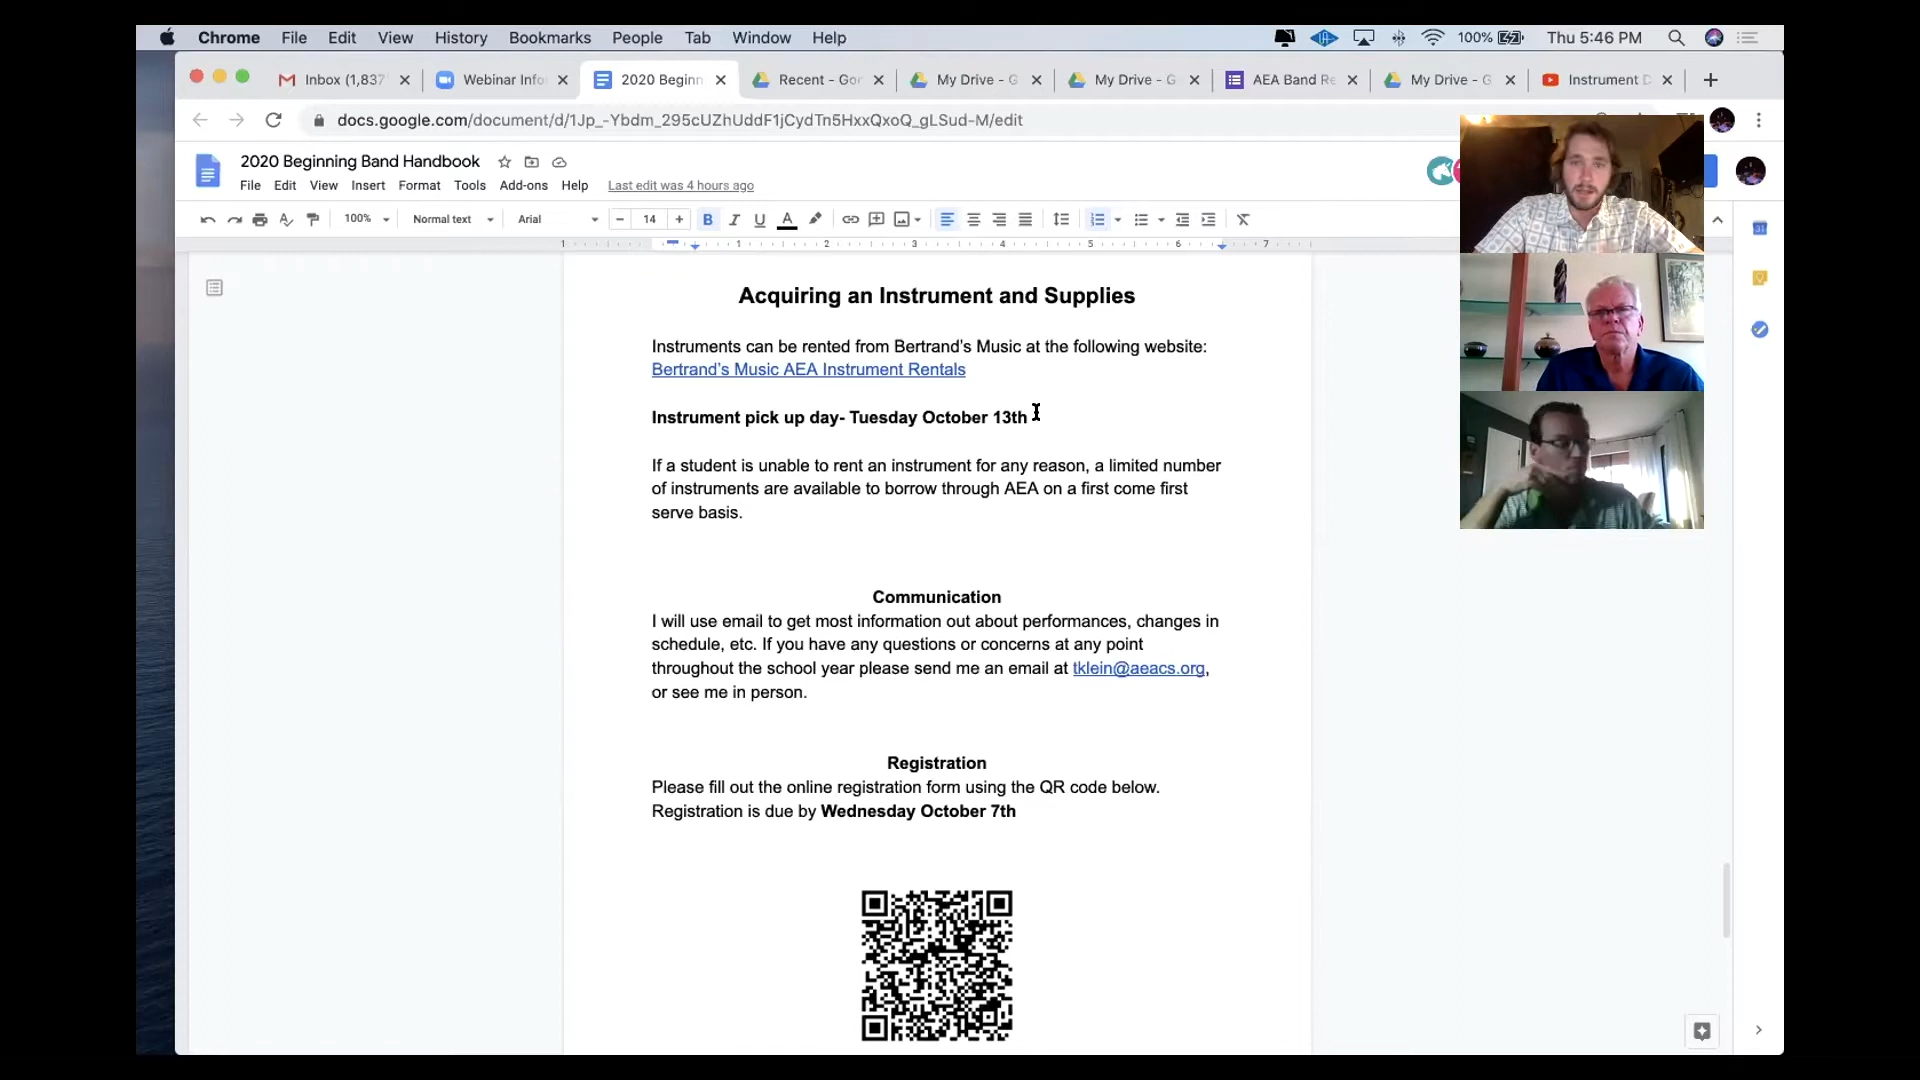 Chrome File Edit View History Bookmarks People Tab Window Help 100% Thu 5:46 PM
Inbox (1,837 Webinar Info 2020 Beginn Recent - Goo My Drive - G My Drive - G AEA Band Re My Drive - G Instrument D
docs.google.com/document/d/1Jp_-Ybdm_295cUZhUddF1jCydTn5HxxQxoQ_gLSud-M/edit
2020 Beginning Band Handbook
File Edit View Insert Format Tools Add-ons Help Last edit was 4 hours ago
100% Normal text Arial 14 B I U A
1 1 2 3 4 5 6 7
Acquiring an Instrument and Supplies
Instruments can be rented from Bertrand's Music at the following website:
Bertrand's Music AEA Instrument Rentals
Instrument pick up day- Tuesday October 13th
If a student is unable to rent an instrument for any reason, a limited number
of instruments are available to borrow through AEA on a first come first
serve basis.
Communication
I will use email to get most information out about performances, changes in
schedule, etc. If you have any questions or concerns at any point
throughout the school year please send me an email at tklein@aeacs.org,
or see me in person.
Registration
Please fill out the online registration form using the QR code below.
Registration is due by Wednesday October 7th